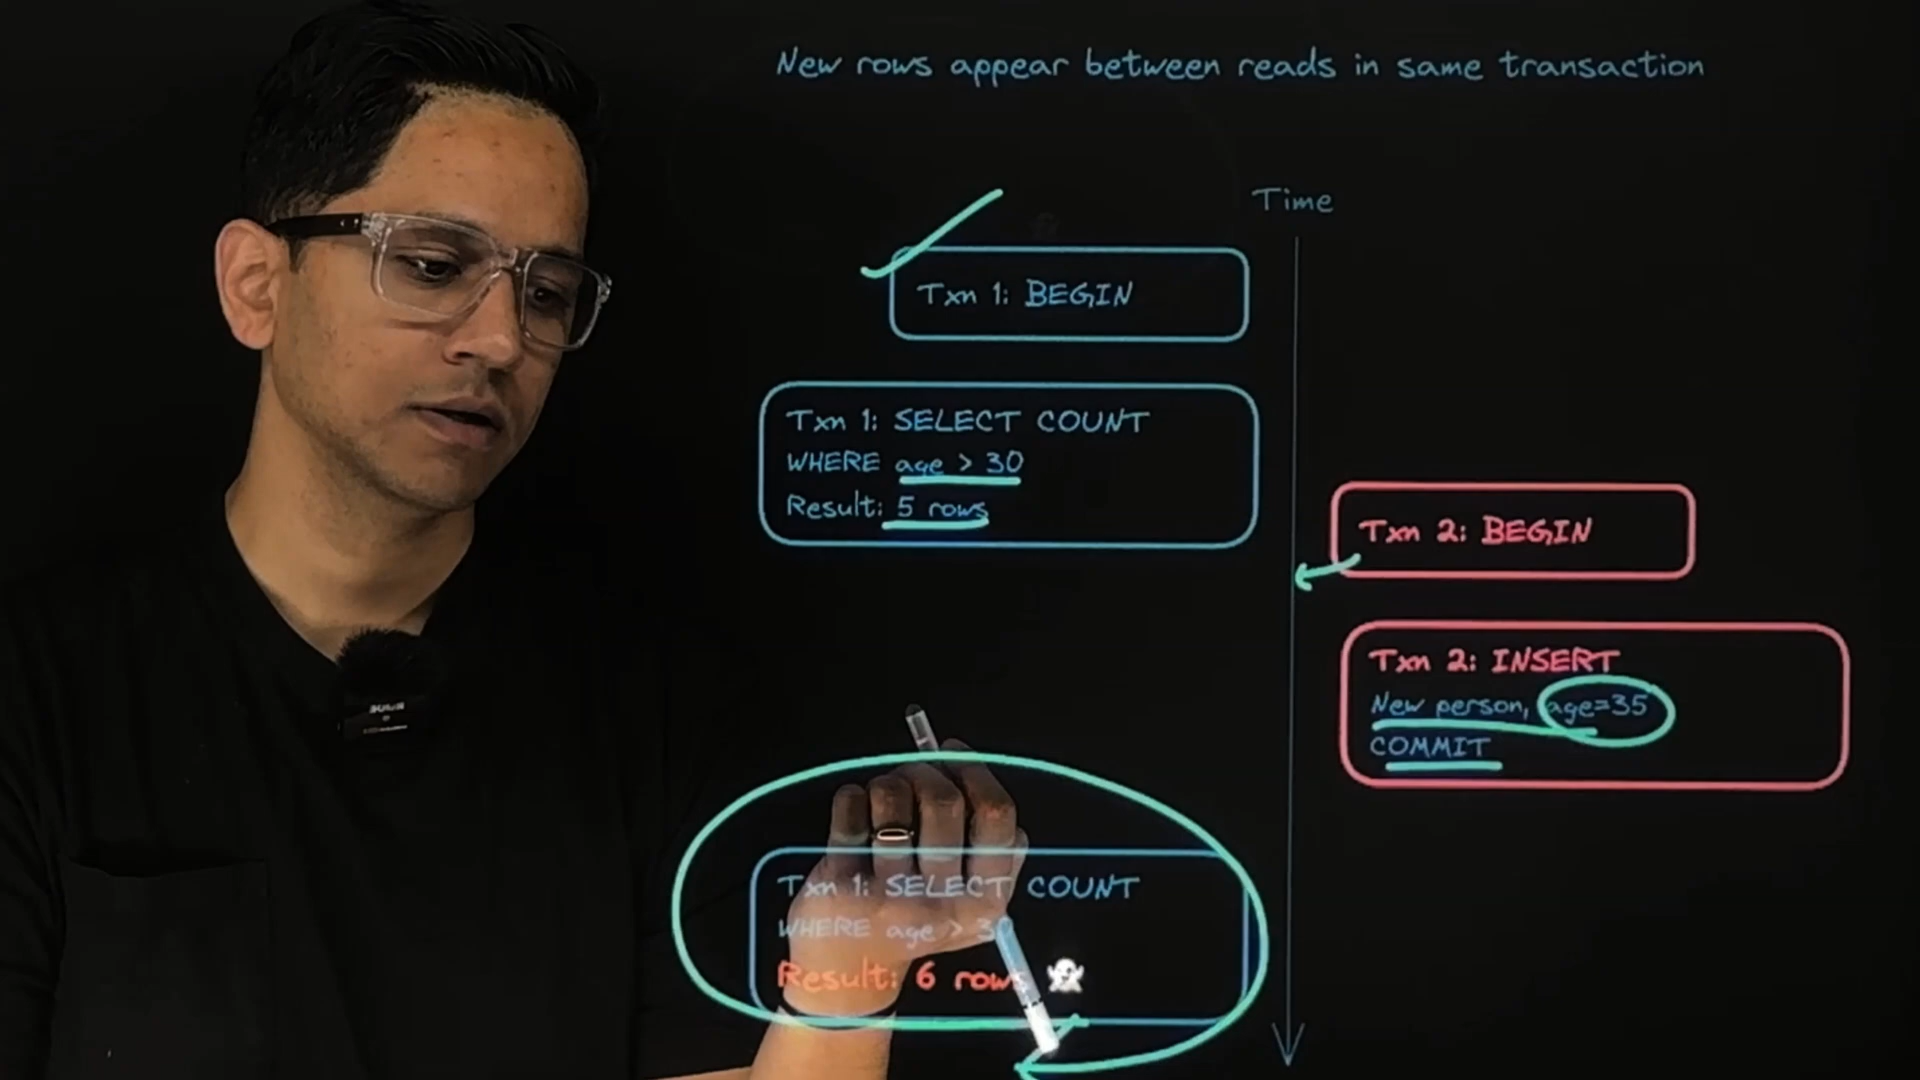 New rows appear between reads in same transaction
Time
Txn 1: BEGIN
Txn 1: SELECT COUNT
WHERE age > 30
Result: 5 rows
Txn 2: BEGIN
Txn 2: INSERT
New person, age=35
COMMIT
Txn 1: SELECT COUNT
WHERE age > 30
Result: 6 rows